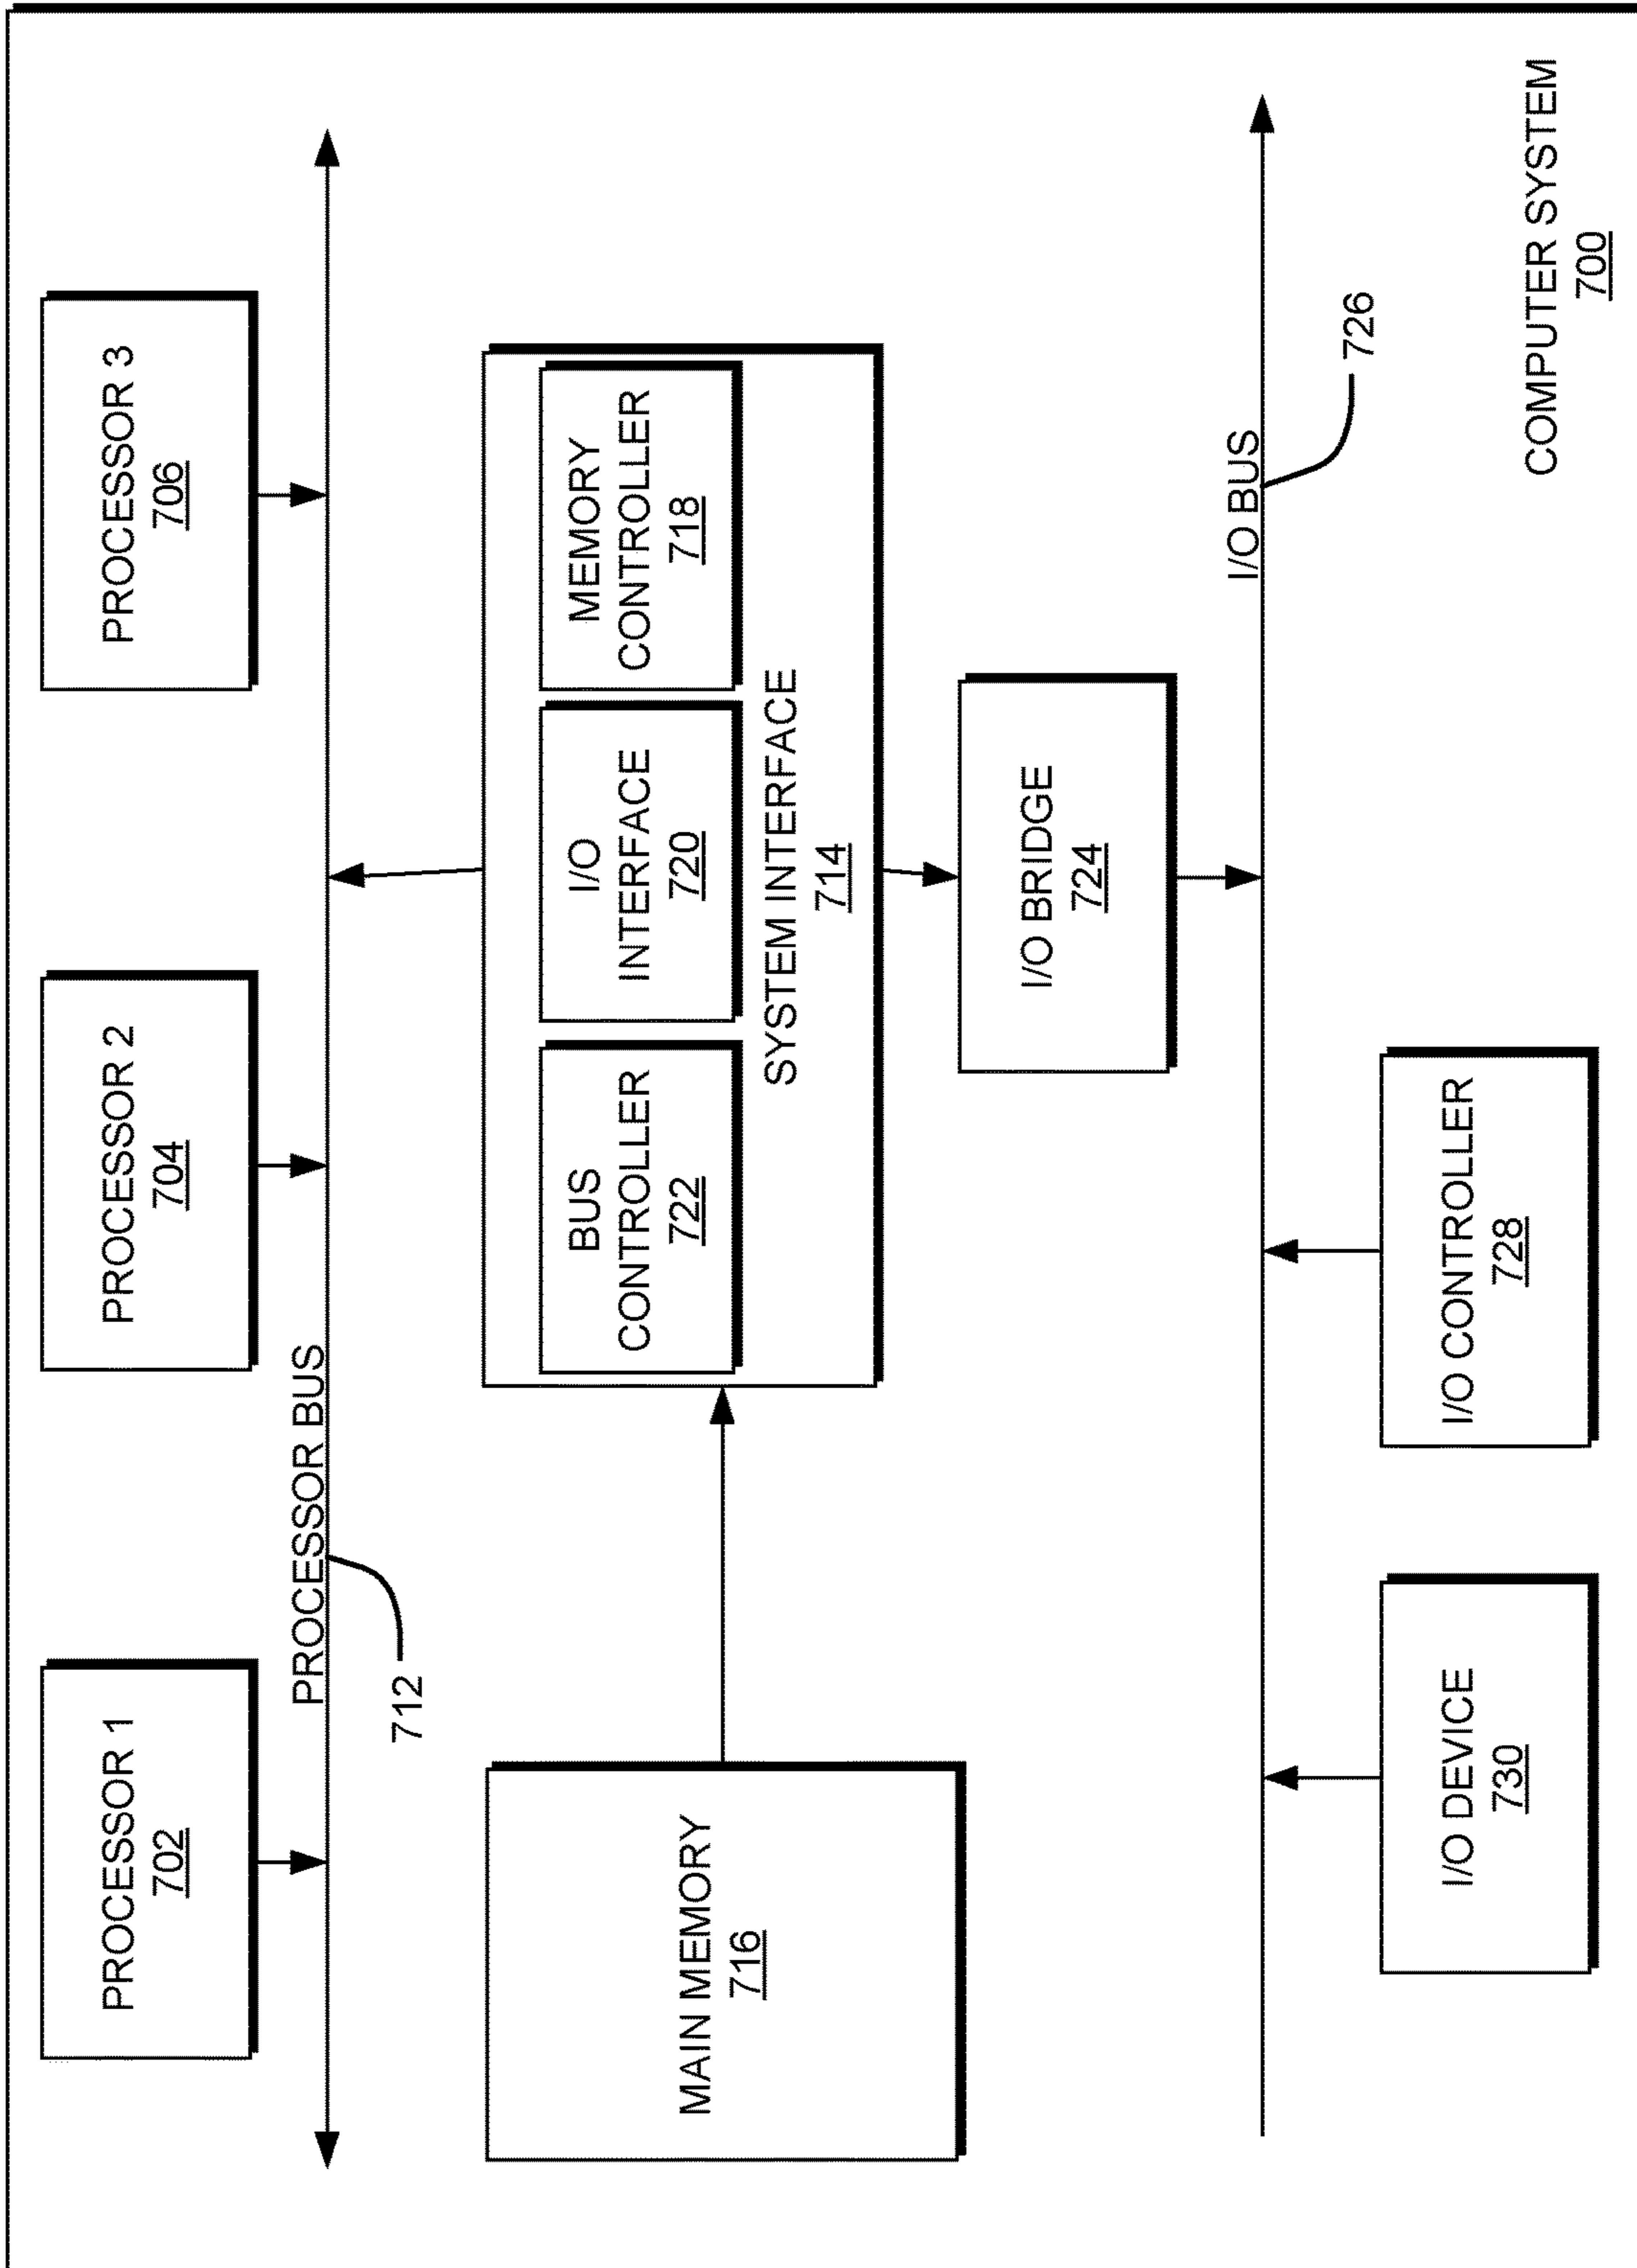 PROCESSOR 1
702
PROCESSOR 2
704
PROCESSOR 3
706
PROCESSOR BUS
712
MAIN MEMORY
716
BUS
CONTROLLER
722
I/O
INTERFACE
720
MEMORY
CONTROLLER
718
SYSTEM INTERFACE
714
I/O BRIDGE
724
I/O BUS
726
I/O DEVICE
730
I/O CONTROLLER
728
COMPUTER SYSTEM
700